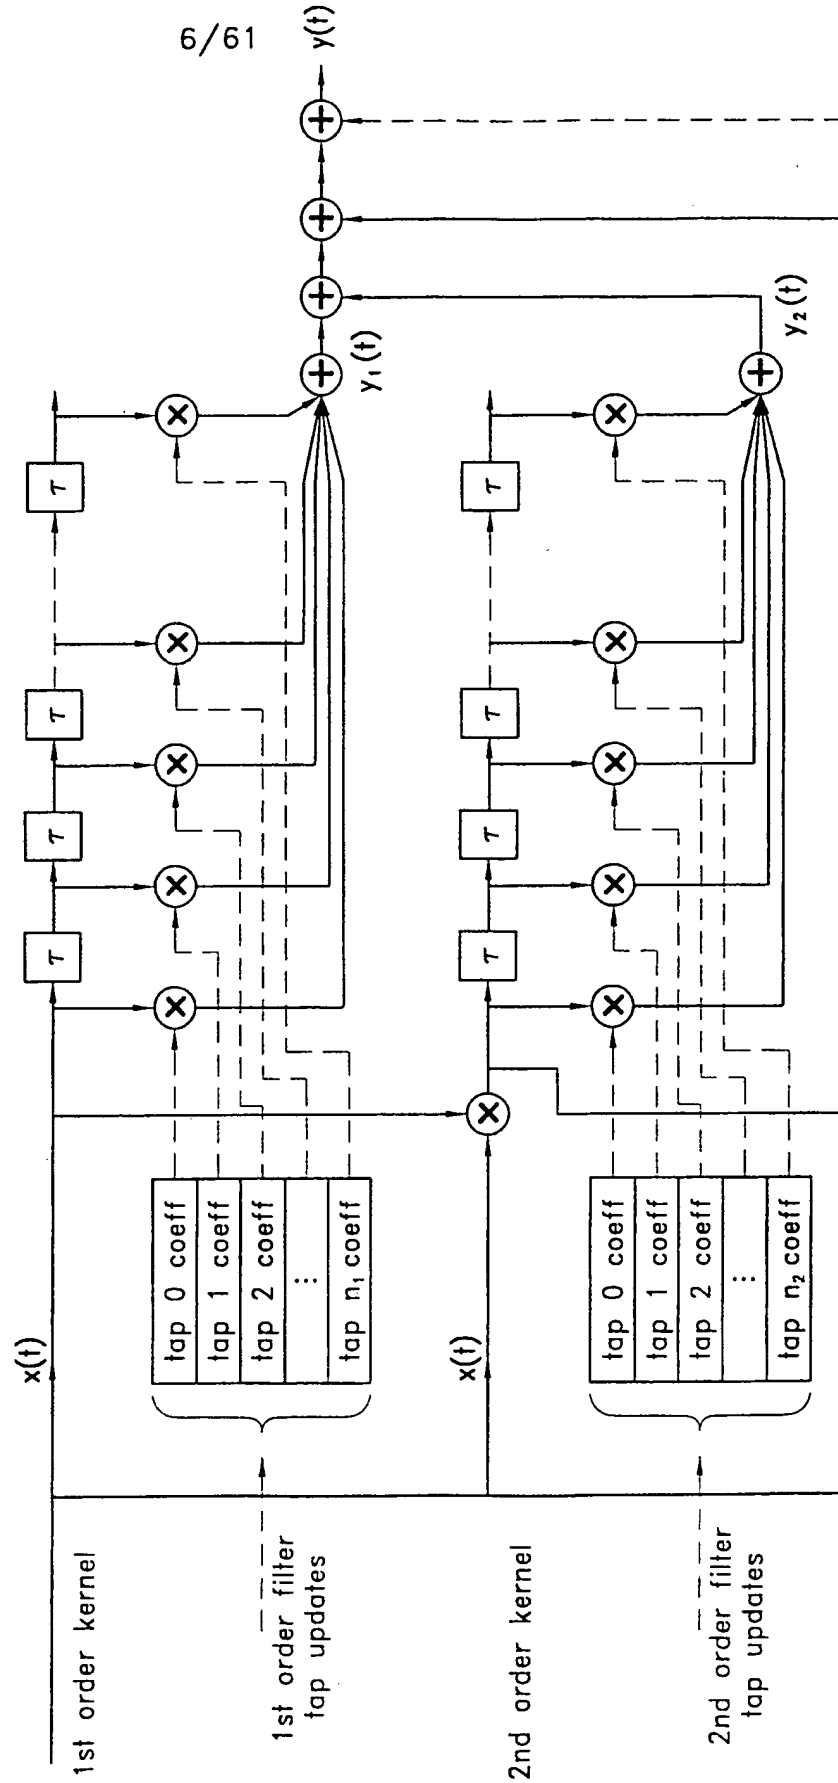 6/61
1st order kernel
x(t)
τ
τ
τ
τ
1st order filter
tap updates
tap 0 coeff
tap 1 coeff
tap 2 coeff
⋮
tap n₁ coeff
y₁(t)
y(t)
2nd order kernel
x(t)
τ
τ
τ
τ
2nd order filter
tap updates
tap 0 coeff
tap 1 coeff
tap 2 coeff
⋮
tap n₂ coeff
y₂(t)